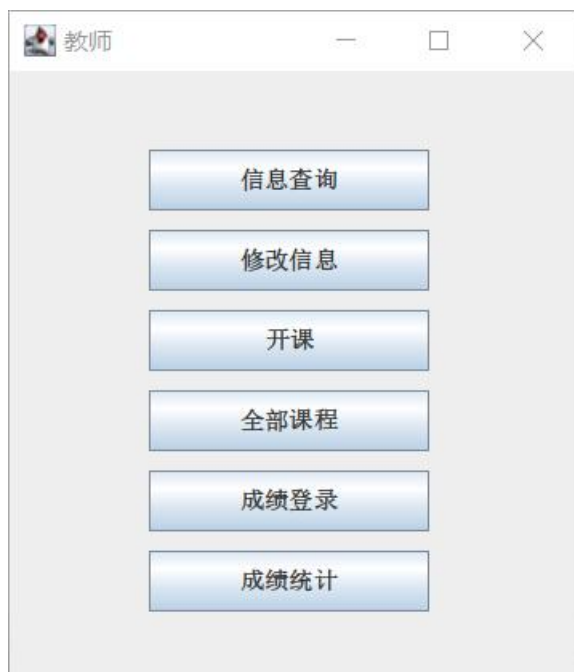 教师
信息查询
修改信息
开课
全部课程
成绩登录
成绩统计